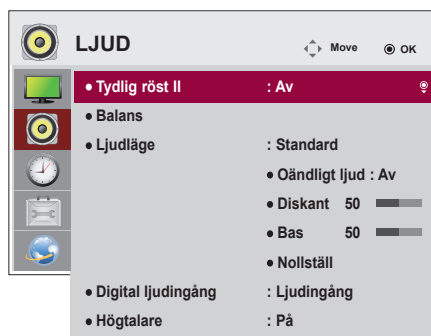 LJUD Move OK
• Tydlig röst II : Av
• Balans
• Ljudläge : Standard
• Oändligt ljud : Av
• Diskant 50
• Bas 50
• Nollställ
• Digital ljudingång : Ljudingång
• Högtalare : På